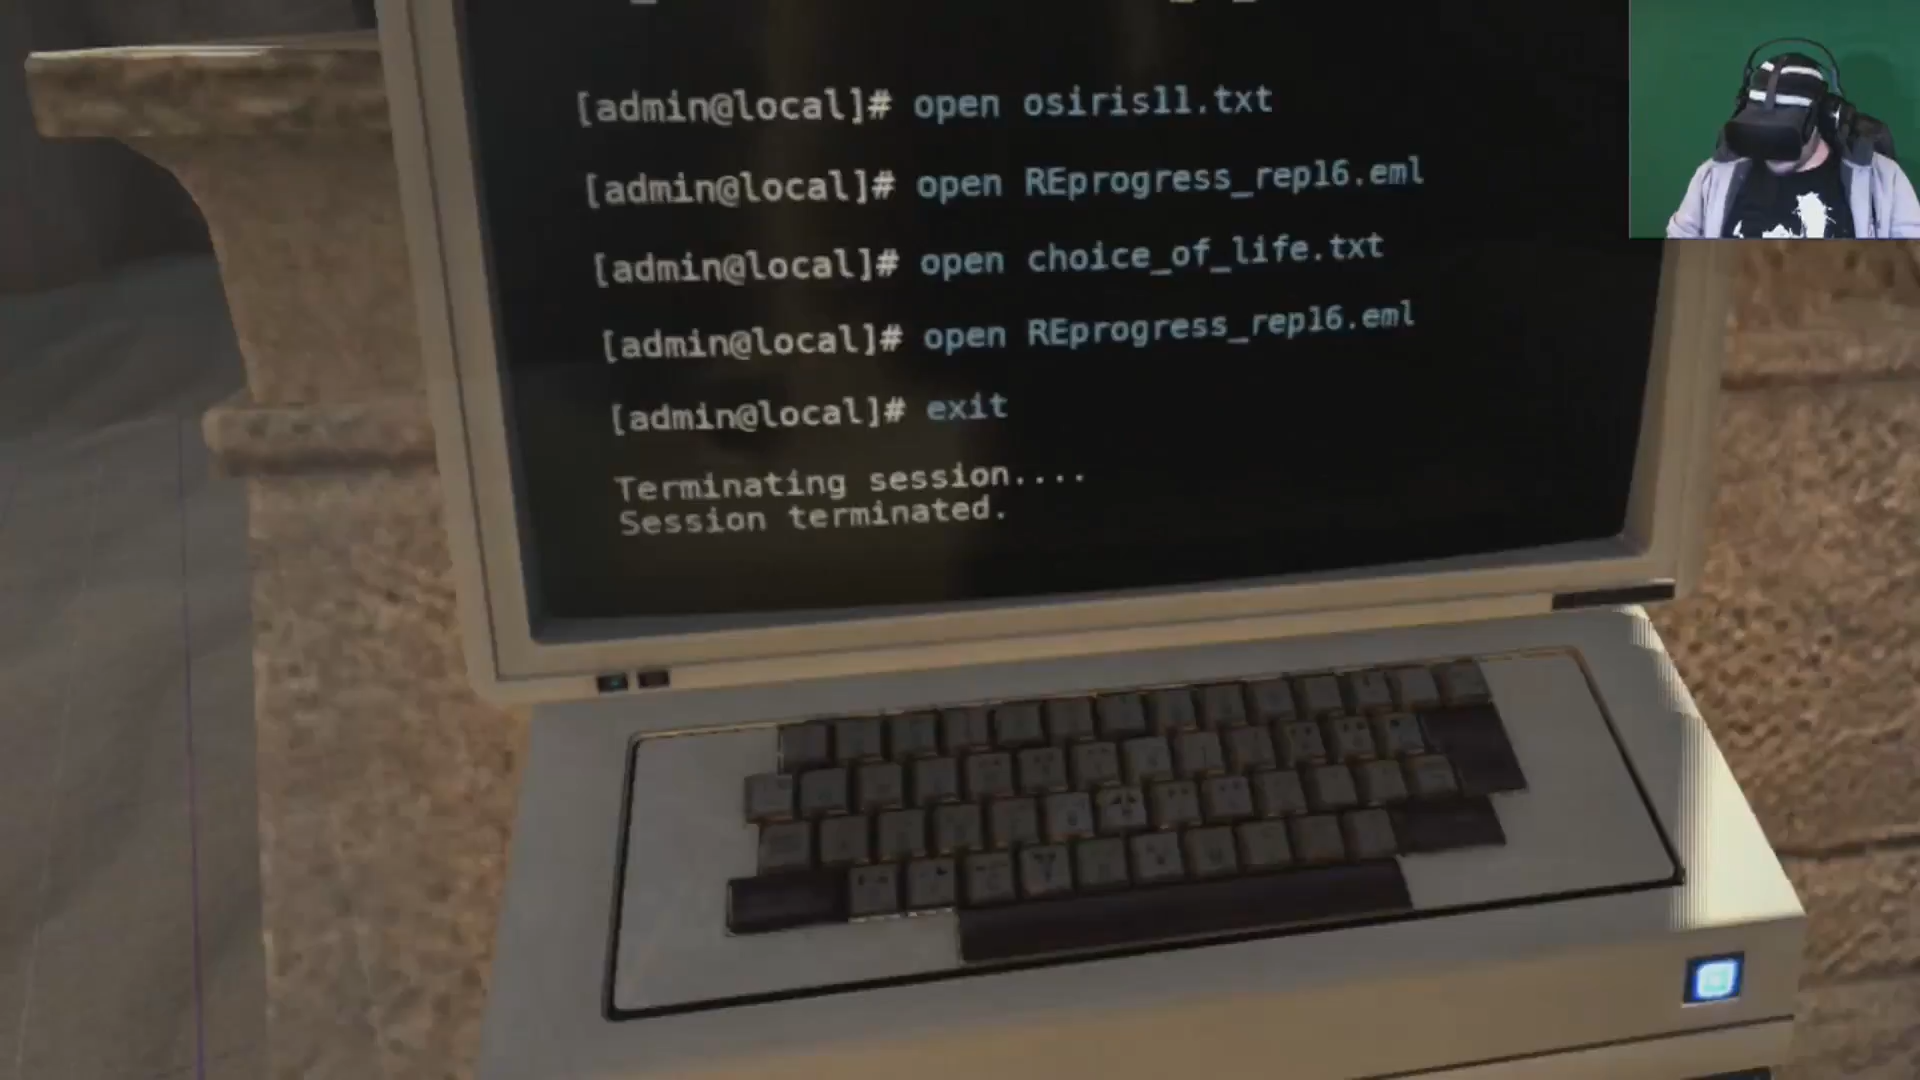 [admin@local]# open osiris11.txt
[admin@local]# open REprogress_rep16.eml
[admin@local]# open choice_of_life.txt
[admin@local]# open REprogress_rep16.eml
[admin@local]# exit
Terminating session....
Session terminated.